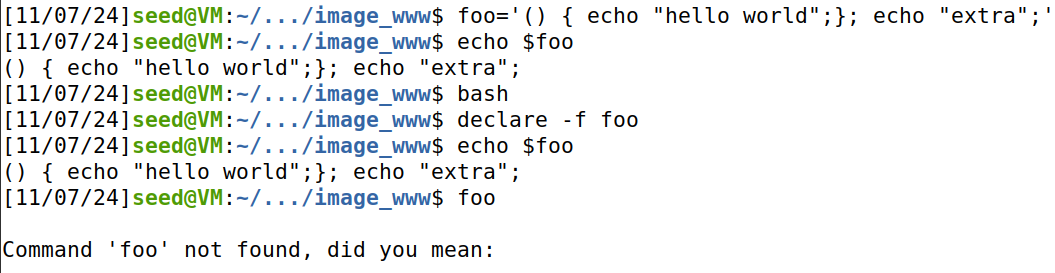 [11/07/24]seed@VM:~/.../image_www$ foo='() { echo "hello world";}; echo "extra";'
[11/07/24]seed@VM:~/.../image_www$ echo $foo
() { echo "hello world";}; echo "extra";
[11/07/24]seed@VM:~/.../image_www$ bash
[11/07/24]seed@VM:~/.../image_www$ declare -f foo
[11/07/24]seed@VM:~/.../image_www$ echo $foo
() { echo "hello world";}; echo "extra";
[11/07/24]seed@VM:~/.../image_www$ foo
Command 'foo' not found, did you mean: